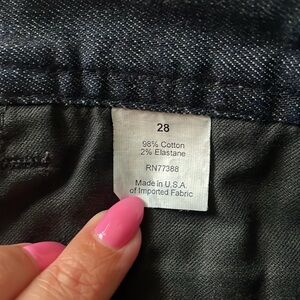 28
98% Cotton
2% Elastane
RN77388
Made in U.S.A
of Imported Fabric